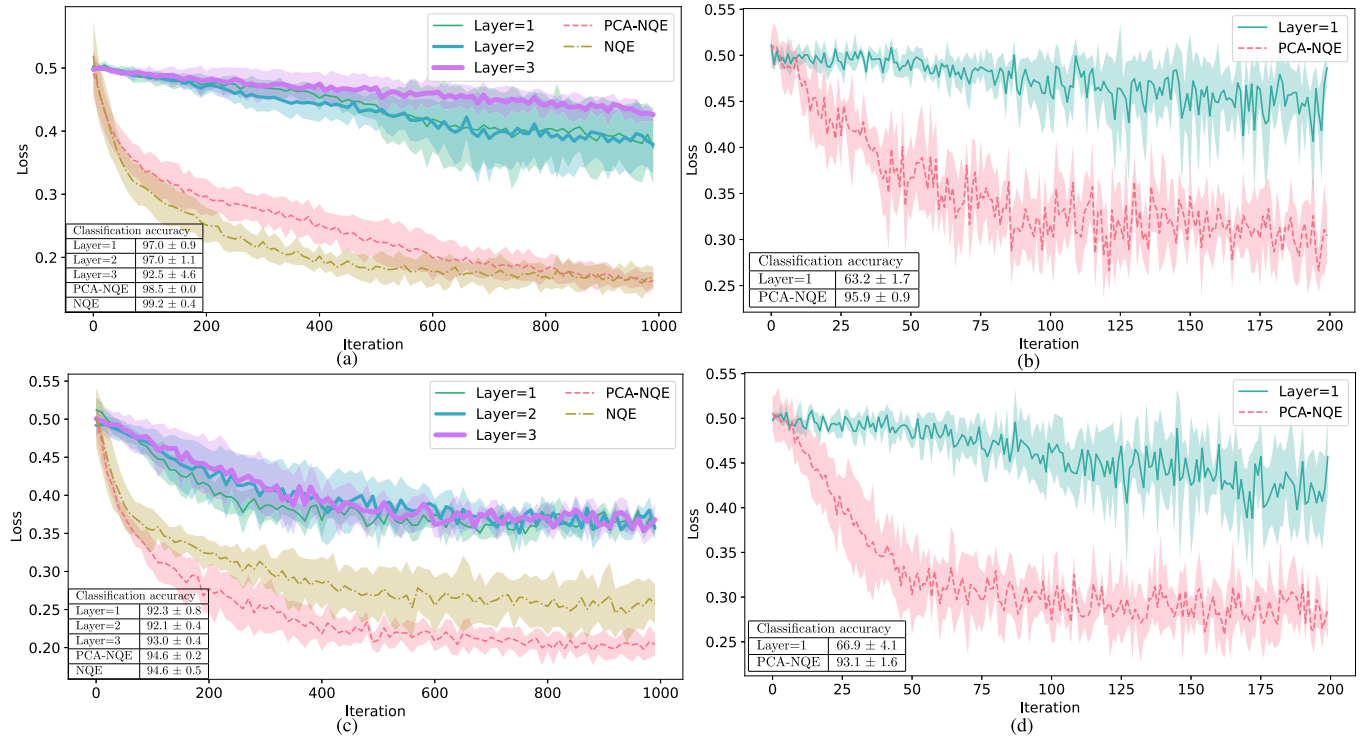 Layer=1
Layer=2
Layer=3
PCA-NQE
NQE
0.5
0.4
0.3
0.2
Loss
Classification accuracy
Layer=1 97.0 ± 0.9
Layer=2 97.0 ± 1.1
Layer=3 92.5 ± 4.6
PCA-NQE 98.5 ± 0.0
NQE 99.2 ± 0.4
0 200 400 600 800 1000
Iteration
(a)
Layer=1
PCA-NQE
0.55
0.50
0.45
0.40
0.35
0.30
0.25
Loss
Classification accuracy
Layer=1 63.2 ± 1.7
PCA-NQE 95.9 ± 0.9
0 25 50 75 100 125 150 175 200
Iteration
(b)
Layer=1
Layer=2
Layer=3
PCA-NQE
NQE
0.55
0.50
0.45
0.40
0.35
0.30
0.25
0.20
Loss
Classification accuracy
Layer=1 92.3 ± 0.8
Layer=2 92.1 ± 0.4
Layer=3 93.0 ± 0.4
PCA-NQE 94.6 ± 0.2
NQE 94.6 ± 0.5
0 200 400 600 800 1000
Iteration
(c)
Layer=1
PCA-NQE
0.55
0.50
0.45
0.40
0.35
0.30
0.25
Loss
Classification accuracy
Layer=1 66.9 ± 4.1
PCA-NQE 93.1 ± 1.6
0 25 50 75 100 125 150 175 200
Iteration
(d)